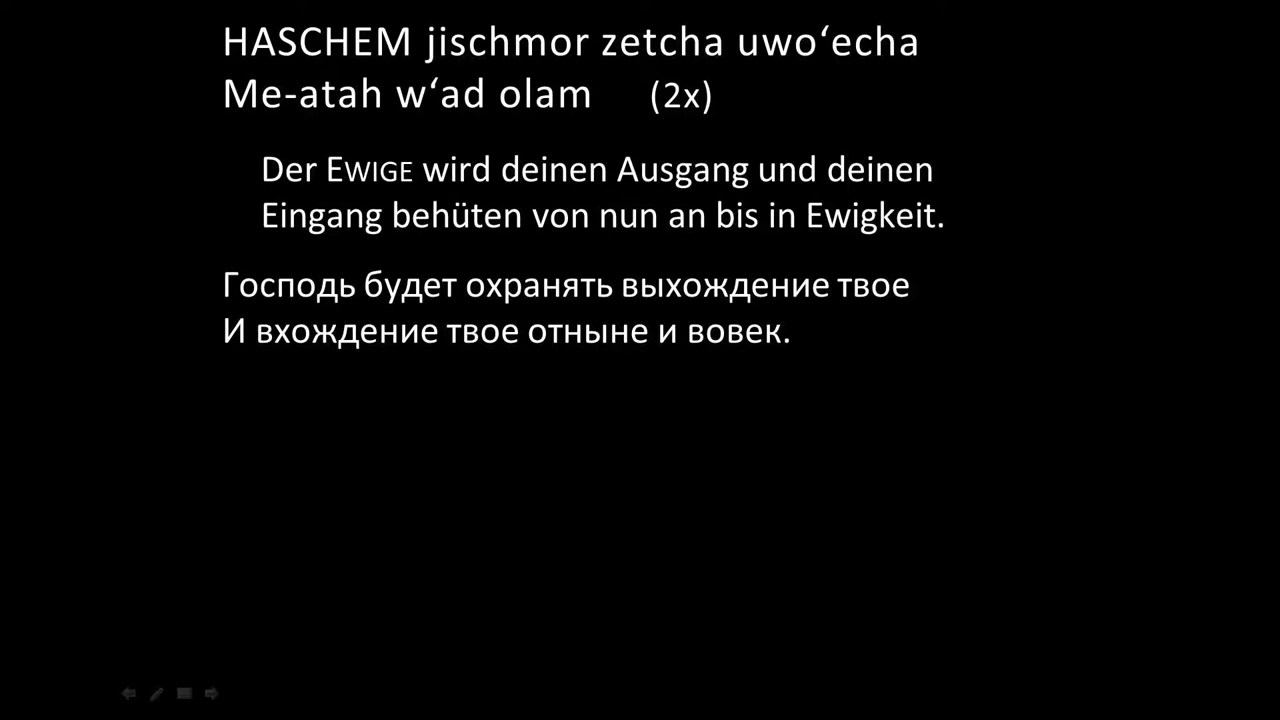 HASCHEM jischmor zetcha uwo‘echa
Me-atah w‘ad olam (2x)
Der EWIGE wird deinen Ausgang und deinen
Eingang behüten von nun an bis in Ewigkeit.
Господь будет охранять выхождение твое
И вхождение твое отныне и вовек.